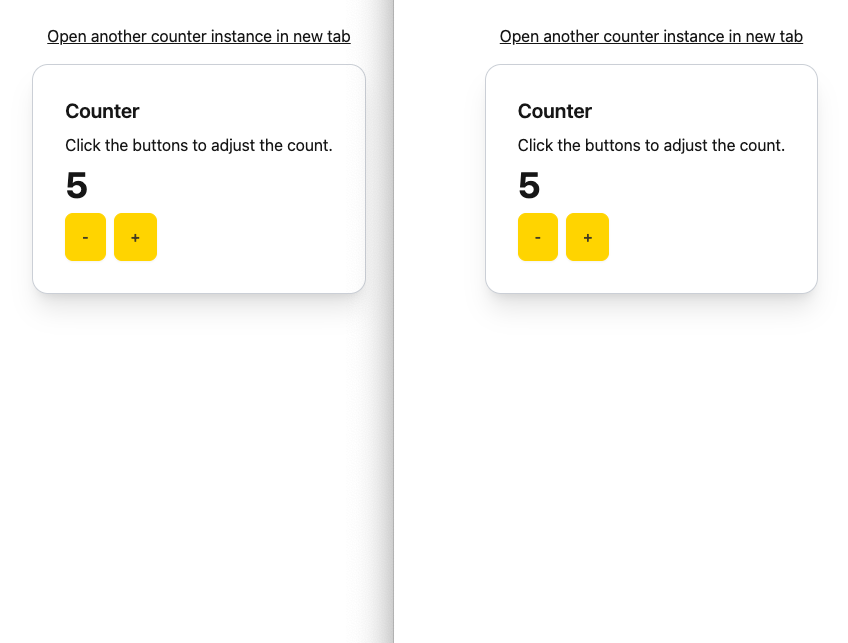 Open another counter instance in new tab
Counter
Click the buttons to adjust the count.
5
- +
Open another counter instance in new tab
Counter
Click the buttons to adjust the count.
5
- +